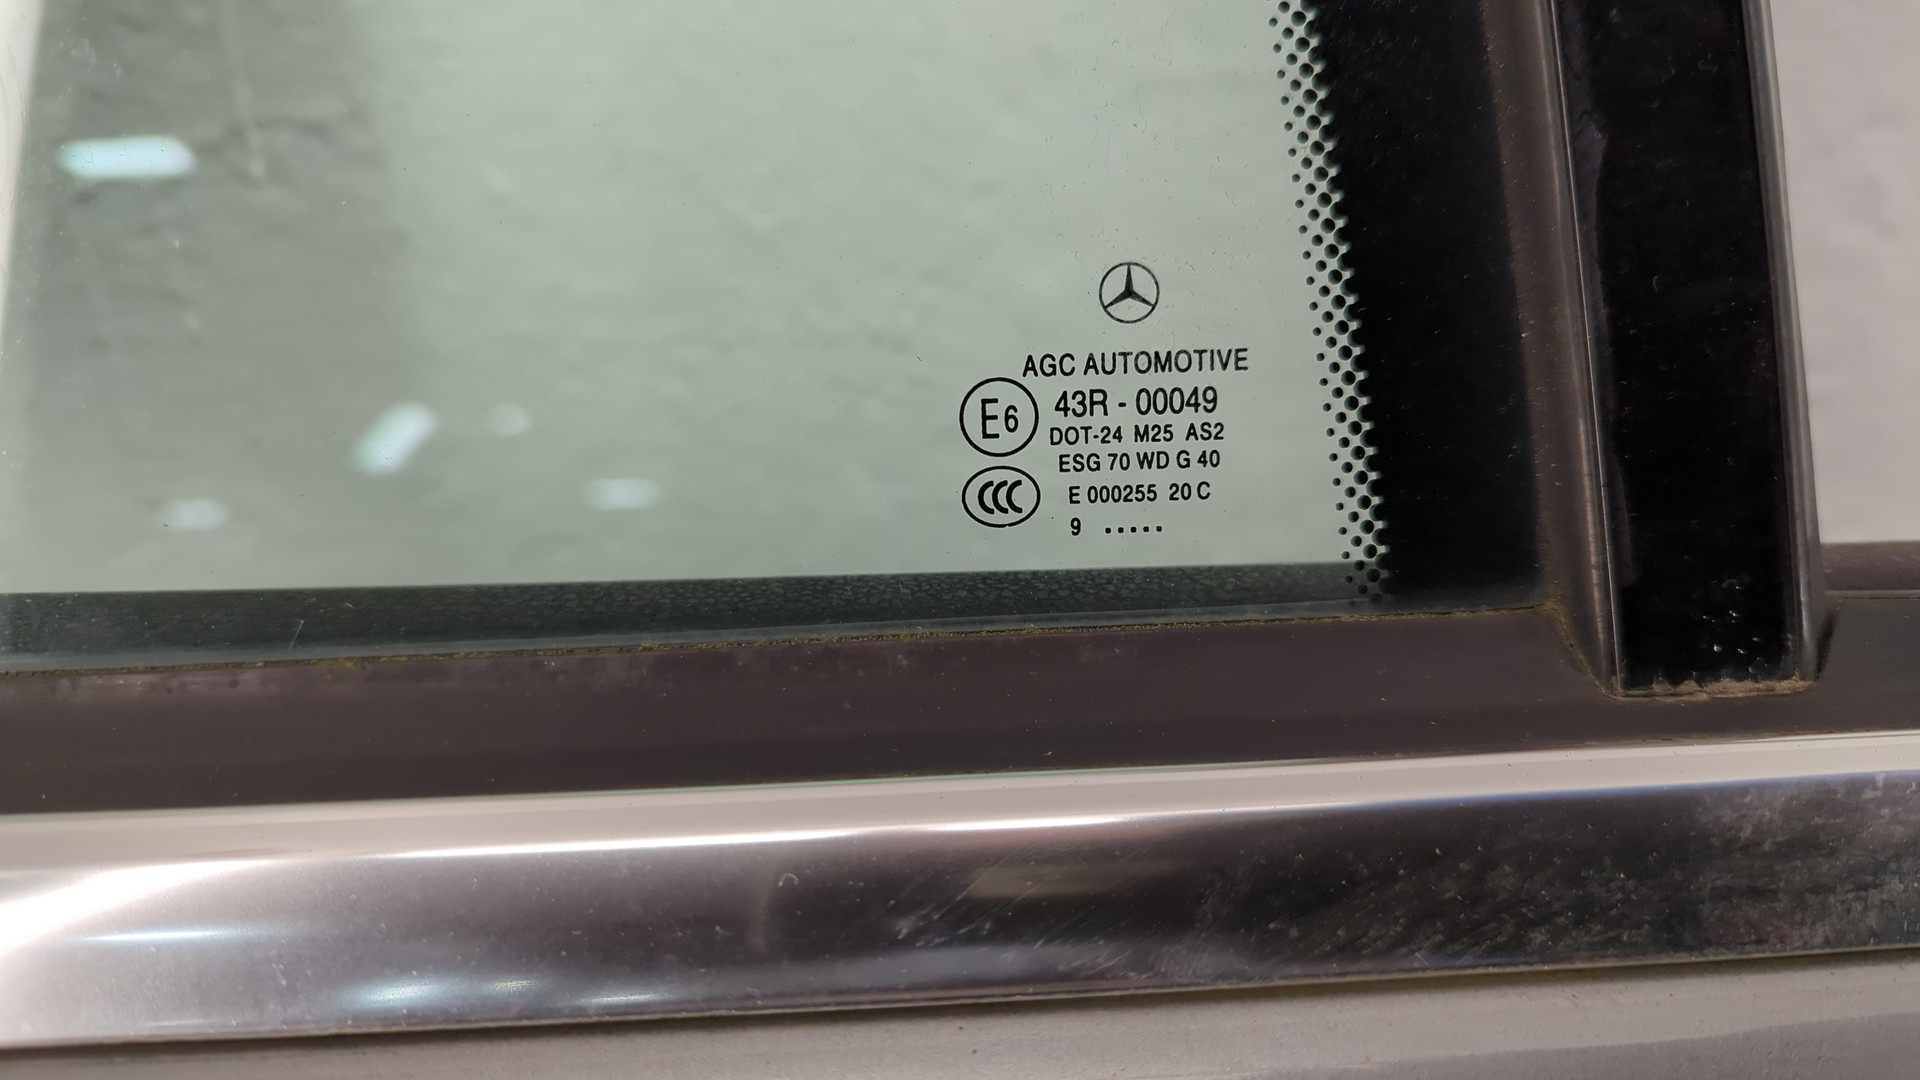 AGC AUTOMOTIVE
E6 43R - 00049
DOT-24 M25 AS2
ESG 70 WD G 40
CCC E 000255 20 C
9 .....